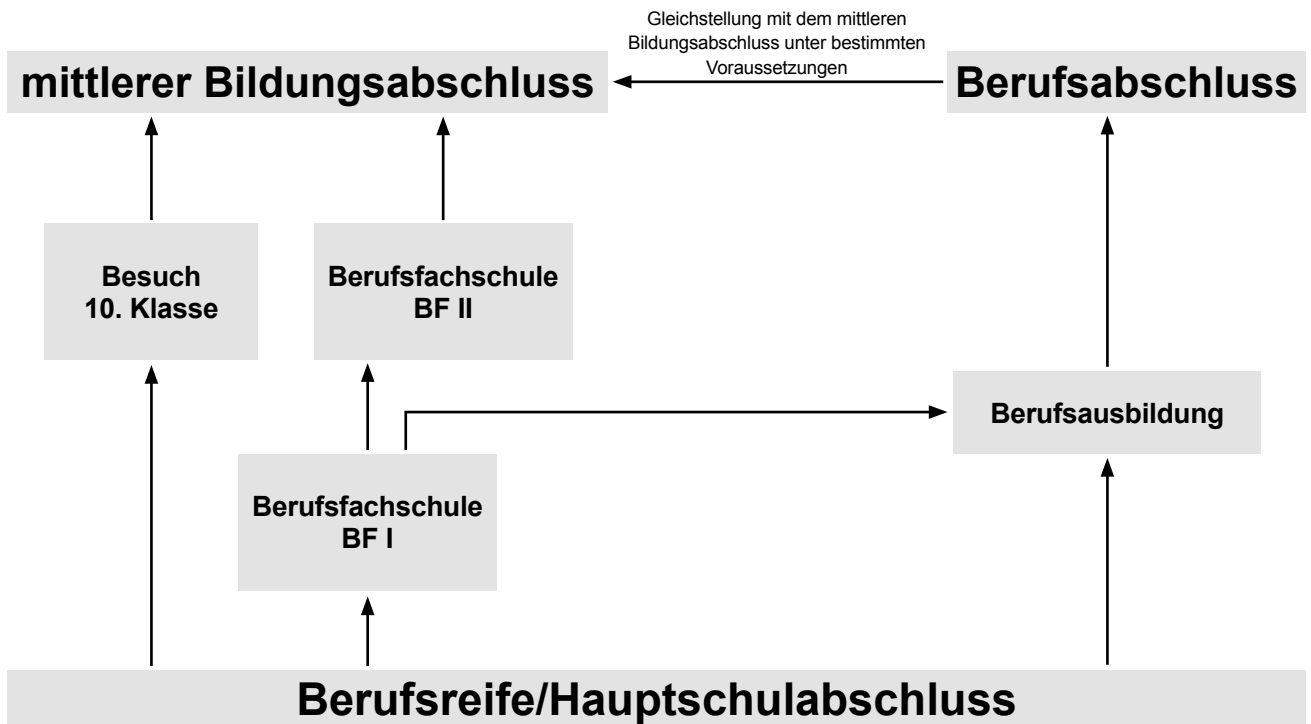 Gleichstellung mit dem mittleren
Bildungsabschluss unter bestimmten
Voraussetzungen
mittlerer Bildungsabschluss
Berufsabschluss
Besuch
10. Klasse
Berufsfachschule
BF II
Berufsausbildung
Berufsfachschule
BF I
Berufsreife/Hauptschulabschluss